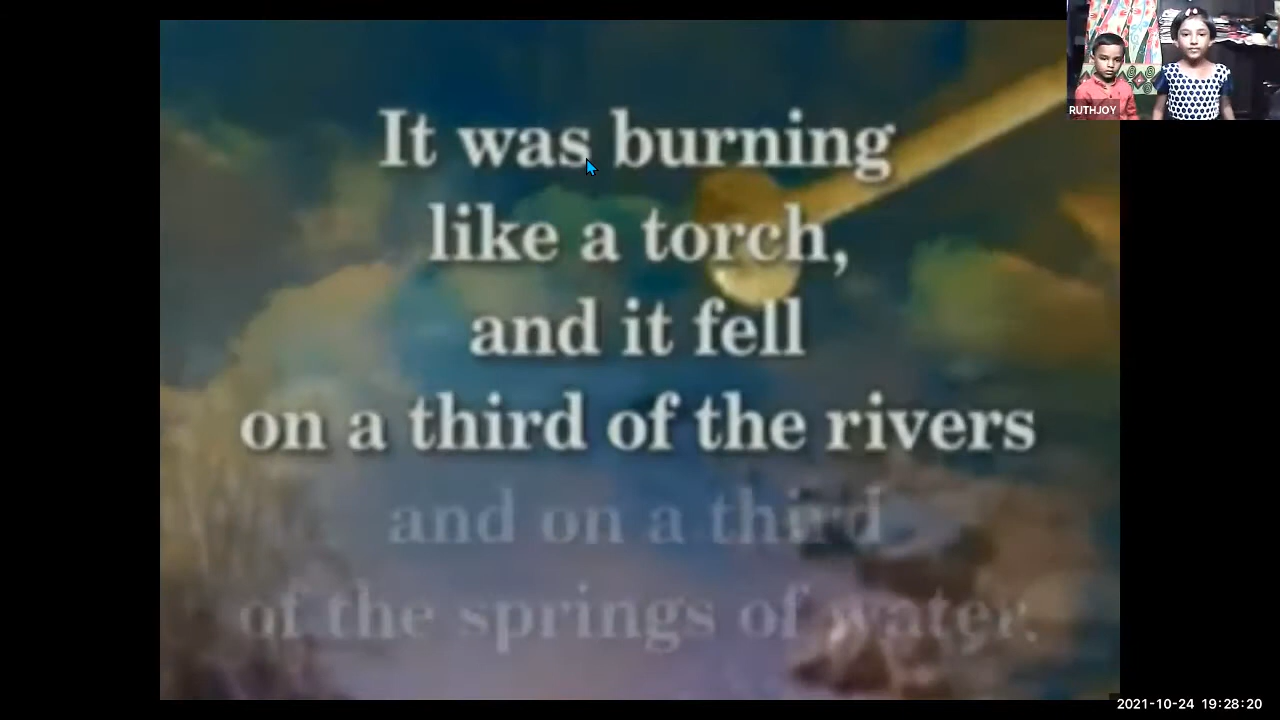 It was burning
like a torch,
and it fell
on a third of the rivers
and on a third
of the springs of water.
RUTHJOY
2021-10-24 19:28:20